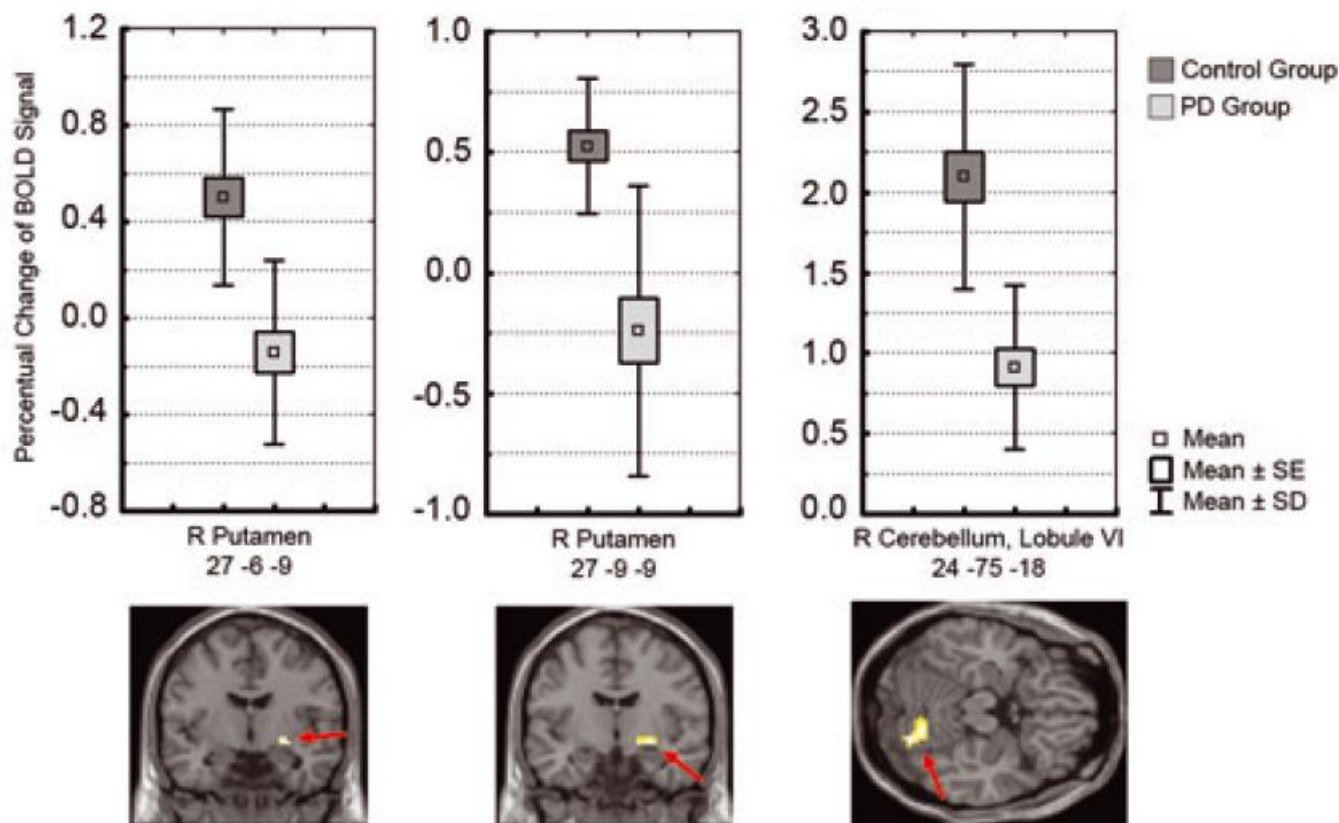 Percentual Change of BOLD Signal
1.2
0.8
0.4
0.0
-0.4
-0.8
R Putamen
27 -6 -9
1.0
0.5
0.0
-0.5
-1.0
R Putamen
27 -9 -9
3.0
2.5
2.0
1.5
1.0
0.5
0.0
R Cerebellum, Lobule VI
24 -75 -18
Control Group
PD Group
Mean
Mean ± SE
Mean ± SD